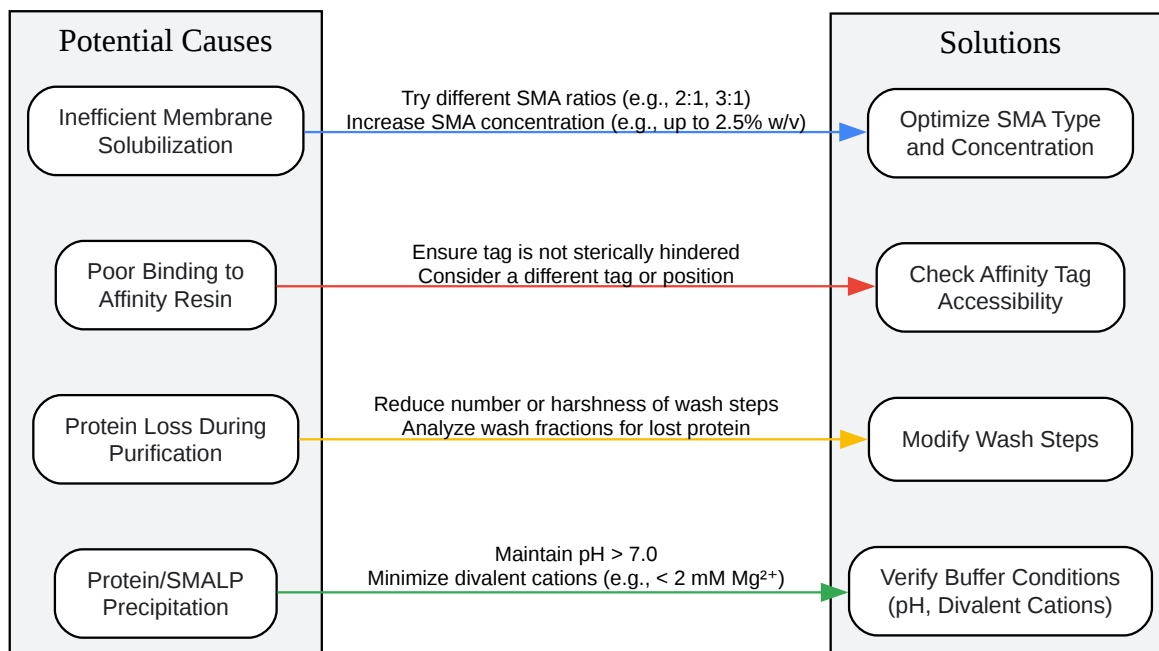 Potential Causes
Solutions
Inefficient Membrane
Solubilization
Try different SMA ratios (e.g., 2:1, 3:1)
Increase SMA concentration (e.g., up to 2.5% w/v)
Optimize SMA Type
and Concentration
Poor Binding to
Affinity Resin
Ensure tag is not sterically hindered
Consider a different tag or position
Check Affinity Tag
Accessibility
Protein Loss During
Purification
Reduce number or harshness of wash steps
Analyze wash fractions for lost protein
Modify Wash Steps
Protein/SMALP
Precipitation
Maintain pH > 7.0
Minimize divalent cations (e.g., < 2 mM Mg²⁺)
Verify Buffer Conditions
(pH, Divalent Cations)